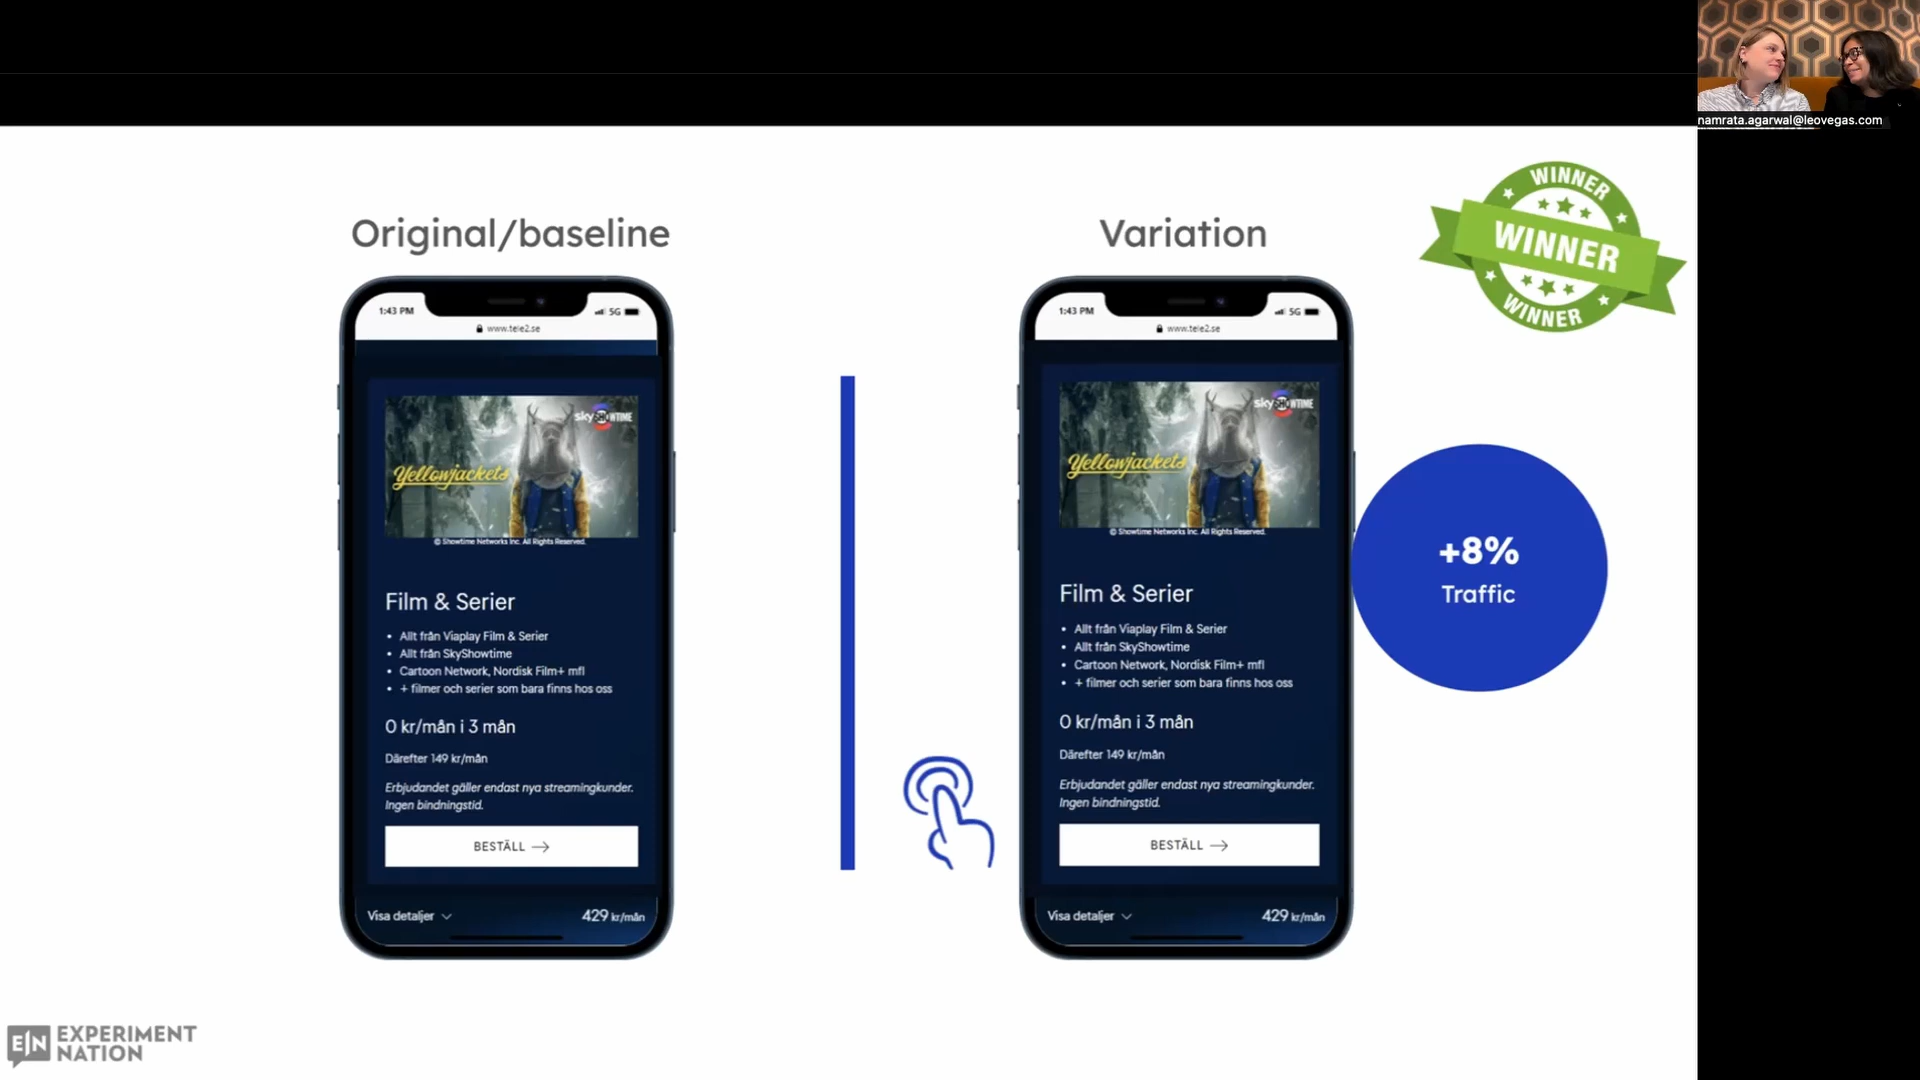 namrata.agarwal@leovegas.com
Original/baseline
Variation
WINNER
WINNER
WINNER
1:43 PM
5G
www.tele2.se
sky SHOWTIME
Yellowjackets
© Showtime Networks Inc. All Rights Reserved.
Film & Serier
• Allt från Viaplay Film & Serier
• Allt från SkyShowtime
• Cartoon Network, Nordisk Film+ mfl
• + filmer och serier som bara finns hos oss
0 kr/mån i 3 mån
Därefter 149 kr/mån
Erbjudandet gäller endast nya streamingkunder.
Ingen bindningstid.
BESTÄLL →
Visa detaljer
429 kr/mån
1:43 PM
5G
www.tele2.se
sky SHOWTIME
Yellowjackets
© Showtime Networks Inc. All Rights Reserved.
Film & Serier
• Allt från Viaplay Film & Serier
• Allt från SkyShowtime
• Cartoon Network, Nordisk Film+ mfl
• + filmer och serier som bara finns hos oss
0 kr/mån i 3 mån
Därefter 149 kr/mån
Erbjudandet gäller endast nya streamingkunder.
Ingen bindningstid.
BESTÄLL →
Visa detaljer
429 kr/mån
+8%
Traffic
E|N EXPERIMENT
NATION